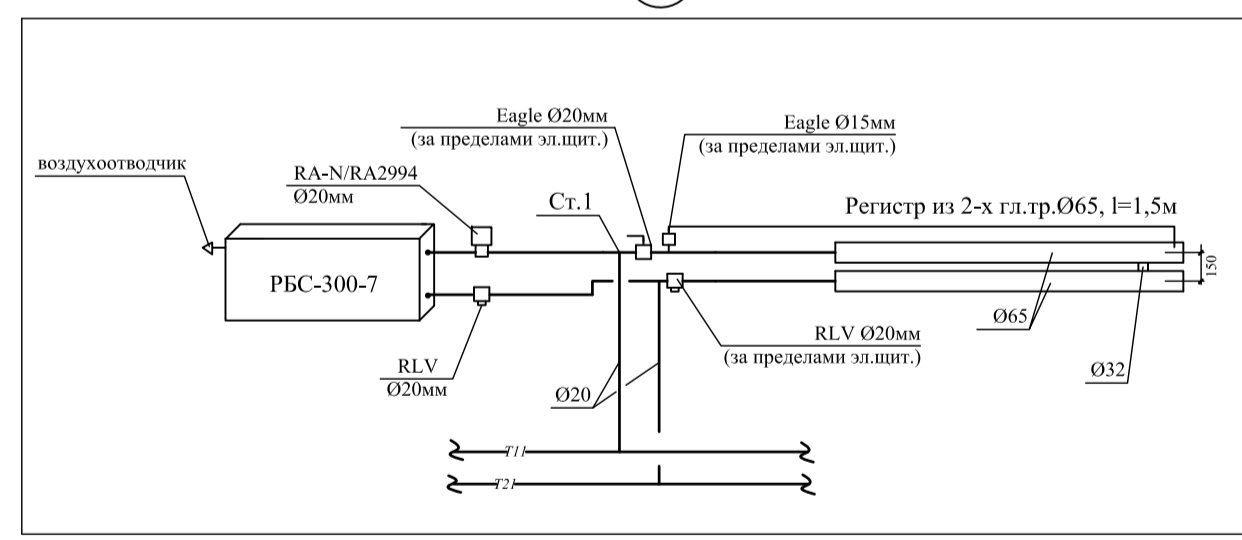 Eagle Ø20мм
(за пределами эл.щит.)
Eagle Ø15мм
(за пределами эл.щит.)
воздухоотводчик
RA-N/RA2994
Ø20мм
Ст.1
Регистр из 2-х гл.тр.Ø65, l=1,5м
РБС-300-7
150
Ø65
RLV Ø20мм
(за пределами эл.щит.)
RLV
Ø20мм
Ø20
Ø32
Т11
Т21